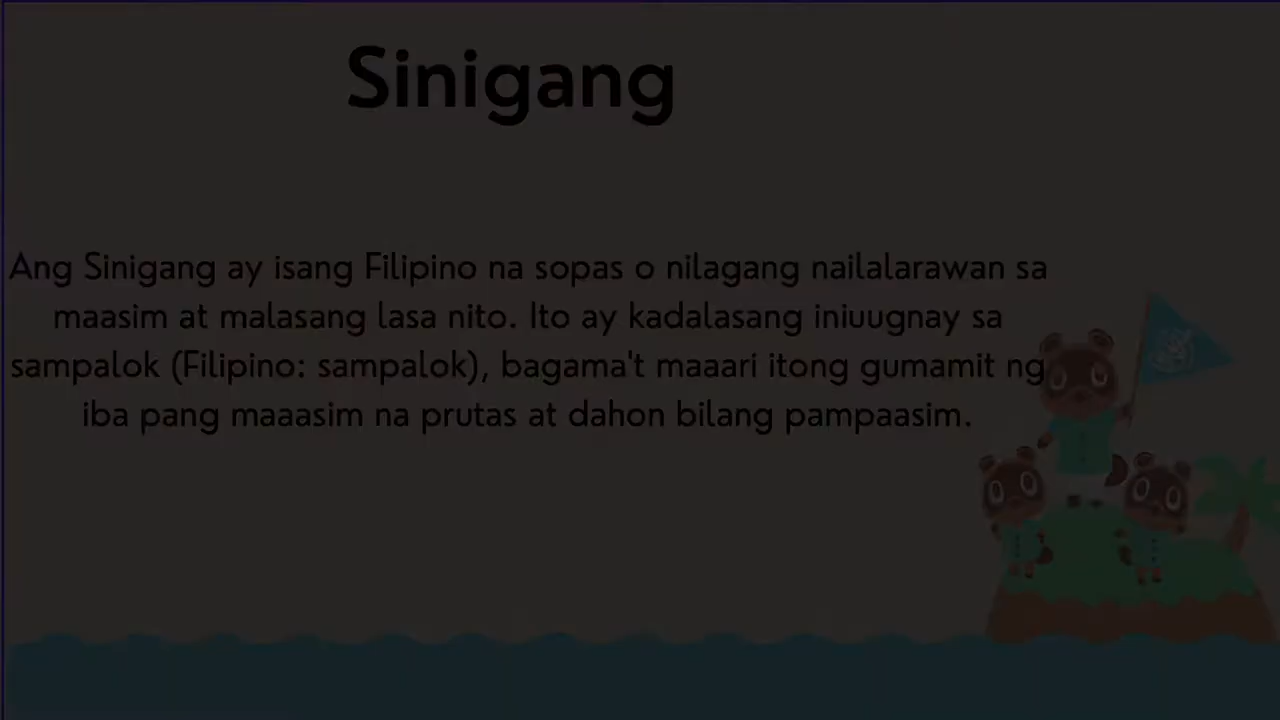 Sinigang
Ang Sinigang ay isang Filipino na sopas o nilagang nailalarawan sa
maasim at malasang lasa nito. Ito ay kadalasang iniuugnay sa
sampalok (Filipino: sampalok), bagama't maaari itong gumamit ng
iba pang maaasim na prutas at dahon bilang pampaasim.